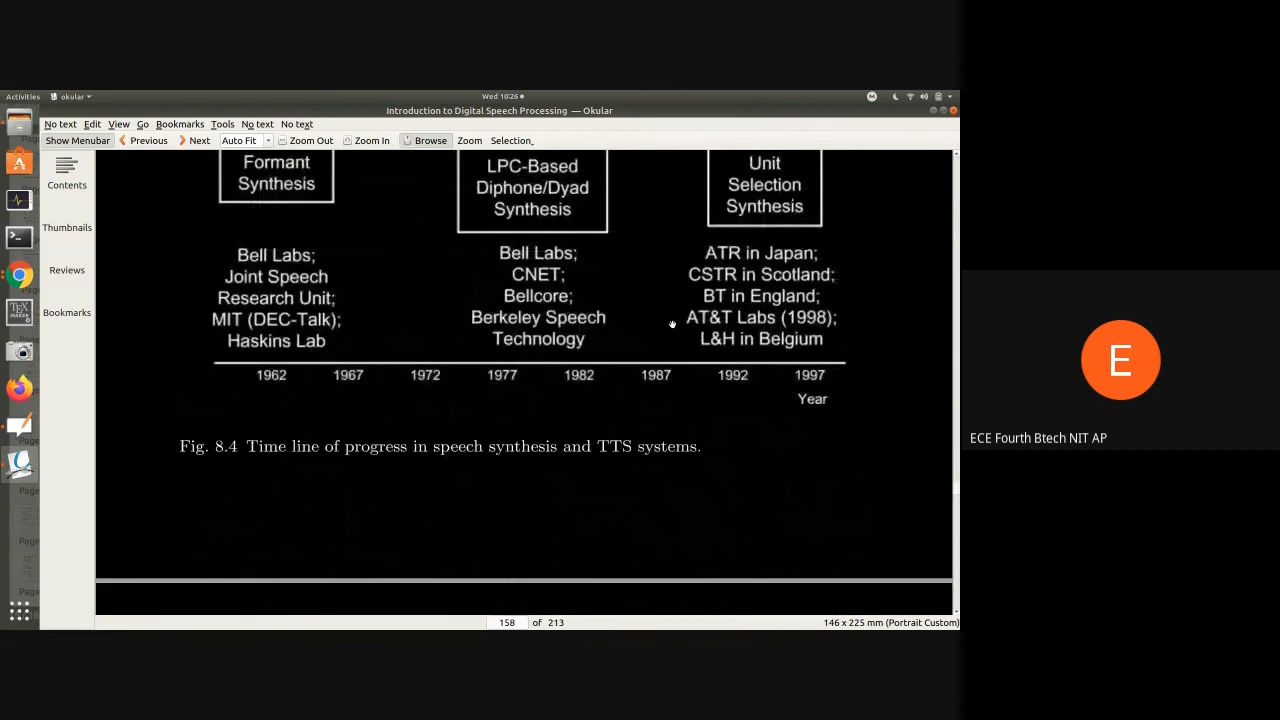 Activities
okular
Wed 10:26
Introduction to Digital Speech Processing — Okular
No text Edit View Go Bookmarks Tools No text No text
Show Menubar Previous Next Auto Fit Zoom Out Zoom In Browse Zoom Selection
Contents
Thumbnails
Reviews
Bookmarks
Formant
Synthesis
LPC-Based
Diphone/Dyad
Synthesis
Unit
Selection
Synthesis
Bell Labs;
Joint Speech
Research Unit;
MIT (DEC-Talk);
Haskins Lab
Bell Labs;
CNET;
Bellcore;
Berkeley Speech
Technology
ATR in Japan;
CSTR in Scotland;
BT in England;
AT&T Labs (1998);
L&H in Belgium
1962 1967 1972 1977 1982 1987 1992 1997
Year
Fig. 8.4 Time line of progress in speech synthesis and TTS systems.
158 of 213
146 x 225 mm (Portrait Custom)
E
ECE Fourth Btech NIT AP